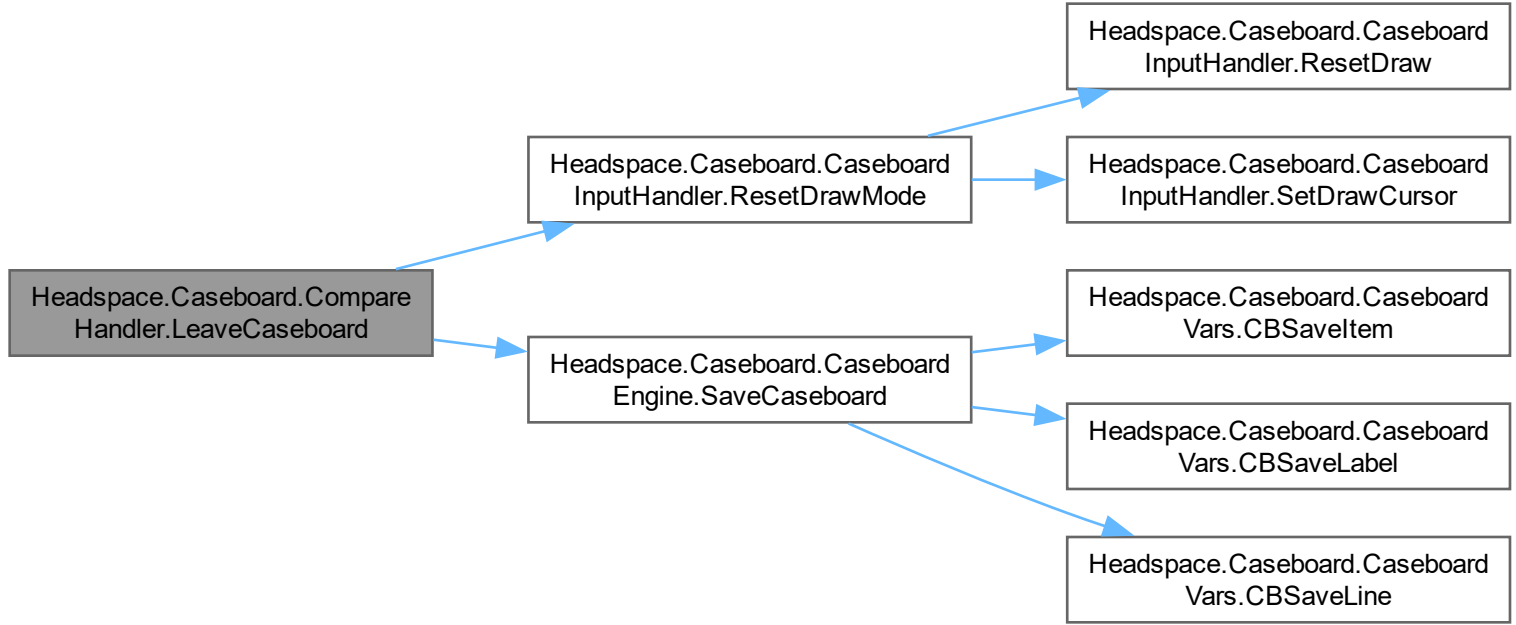 Headspace.Caseboard.Caseboard
InputHandler.ResetDraw
Headspace.Caseboard.Caseboard
InputHandler.ResetDrawMode
Headspace.Caseboard.Caseboard
InputHandler.SetDrawCursor
Headspace.Caseboard.Compare
Handler.LeaveCaseboard
Headspace.Caseboard.Caseboard
Vars.CBSaveItem
Headspace.Caseboard.Caseboard
Engine.SaveCaseboard
Headspace.Caseboard.Caseboard
Vars.CBSaveLabel
Headspace.Caseboard.Caseboard
Vars.CBSaveLine